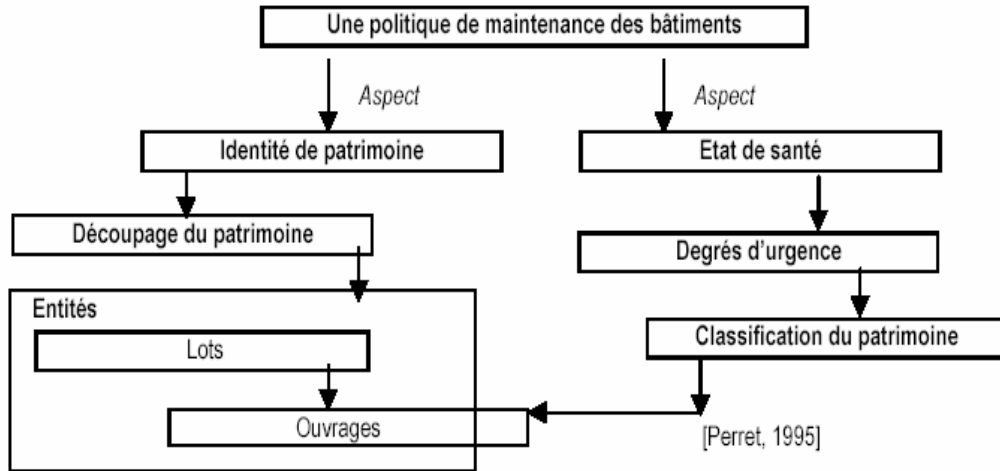 Une politique de maintenance des bâtiments
Aspect
Aspect
Identité de patrimoine
Etat de santé
Découpage du patrimoine
Degrés d'urgence
Entités
Classification du patrimoine
Lots
Ouvrages
[Perret, 1995]